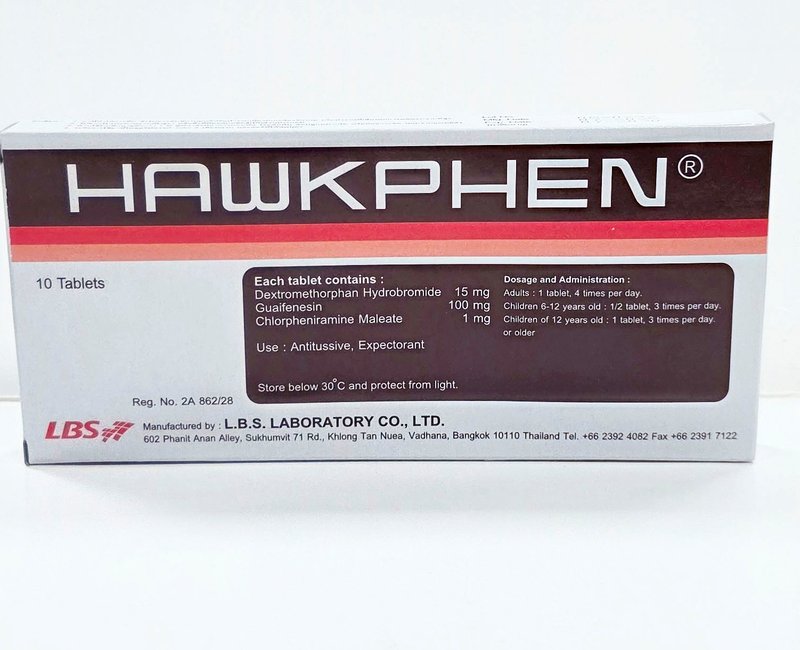 HAWKPHEN®
10 Tablets
Each tablet contains :
Dextromethorphan Hydrobromide 15 mg
Guaifenesin 100 mg
Chlorpheniramine Maleate 1 mg
Use : Antitussive, Expectorant
Store below 30°C and protect from light.
Dosage and Administration :
Adults : 1 tablet, 4 times per day.
Children 6-12 years old : 1/2 tablet, 3 times per day.
Children of 12 years old : 1 tablet, 3 times per day.
or older
Reg. No. 2A 862/28
LBS
Manufactured by : L.B.S. LABORATORY CO., LTD.
602 Phanit Anan Alley, Sukhumvit 71 Rd., Khlong Tan Nuea, Vadhana, Bangkok 10110 Thailand Tel. +66 2392 4082 Fax +66 2391 7122